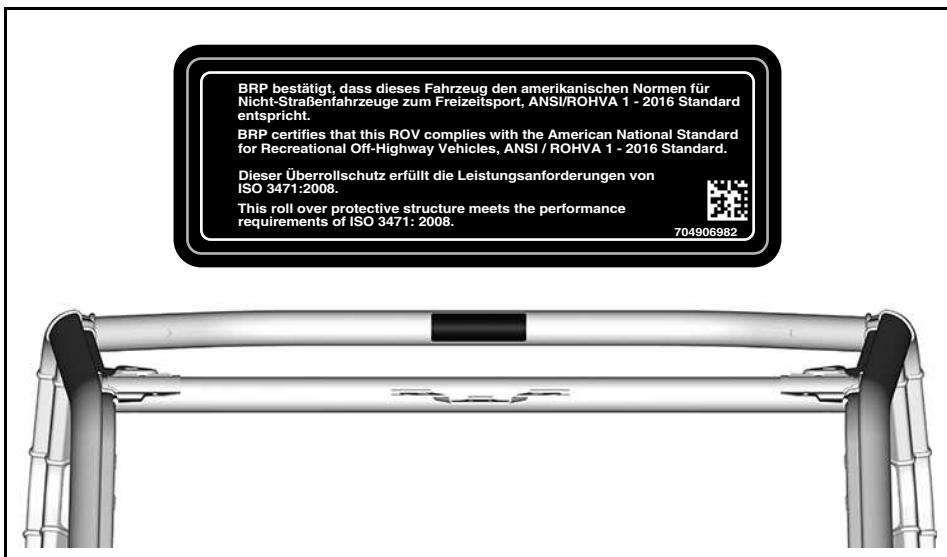 BRP bestätigt, dass dieses Fahrzeug den amerikanischen Normen für
Nicht-Straßenfahrzeuge zum Freizeitsport, ANSI/ROHVA 1 - 2016 Standard
entspricht.
BRP certifies that this ROV complies with the American National Standard
for Recreational Off-Highway Vehicles, ANSI / ROHVA 1 - 2016 Standard.
Dieser Überrollschutz erfüllt die Leistungsanforderungen von
ISO 3471:2008.
This roll over protective structure meets the performance
requirements of ISO 3471: 2008.
704906982